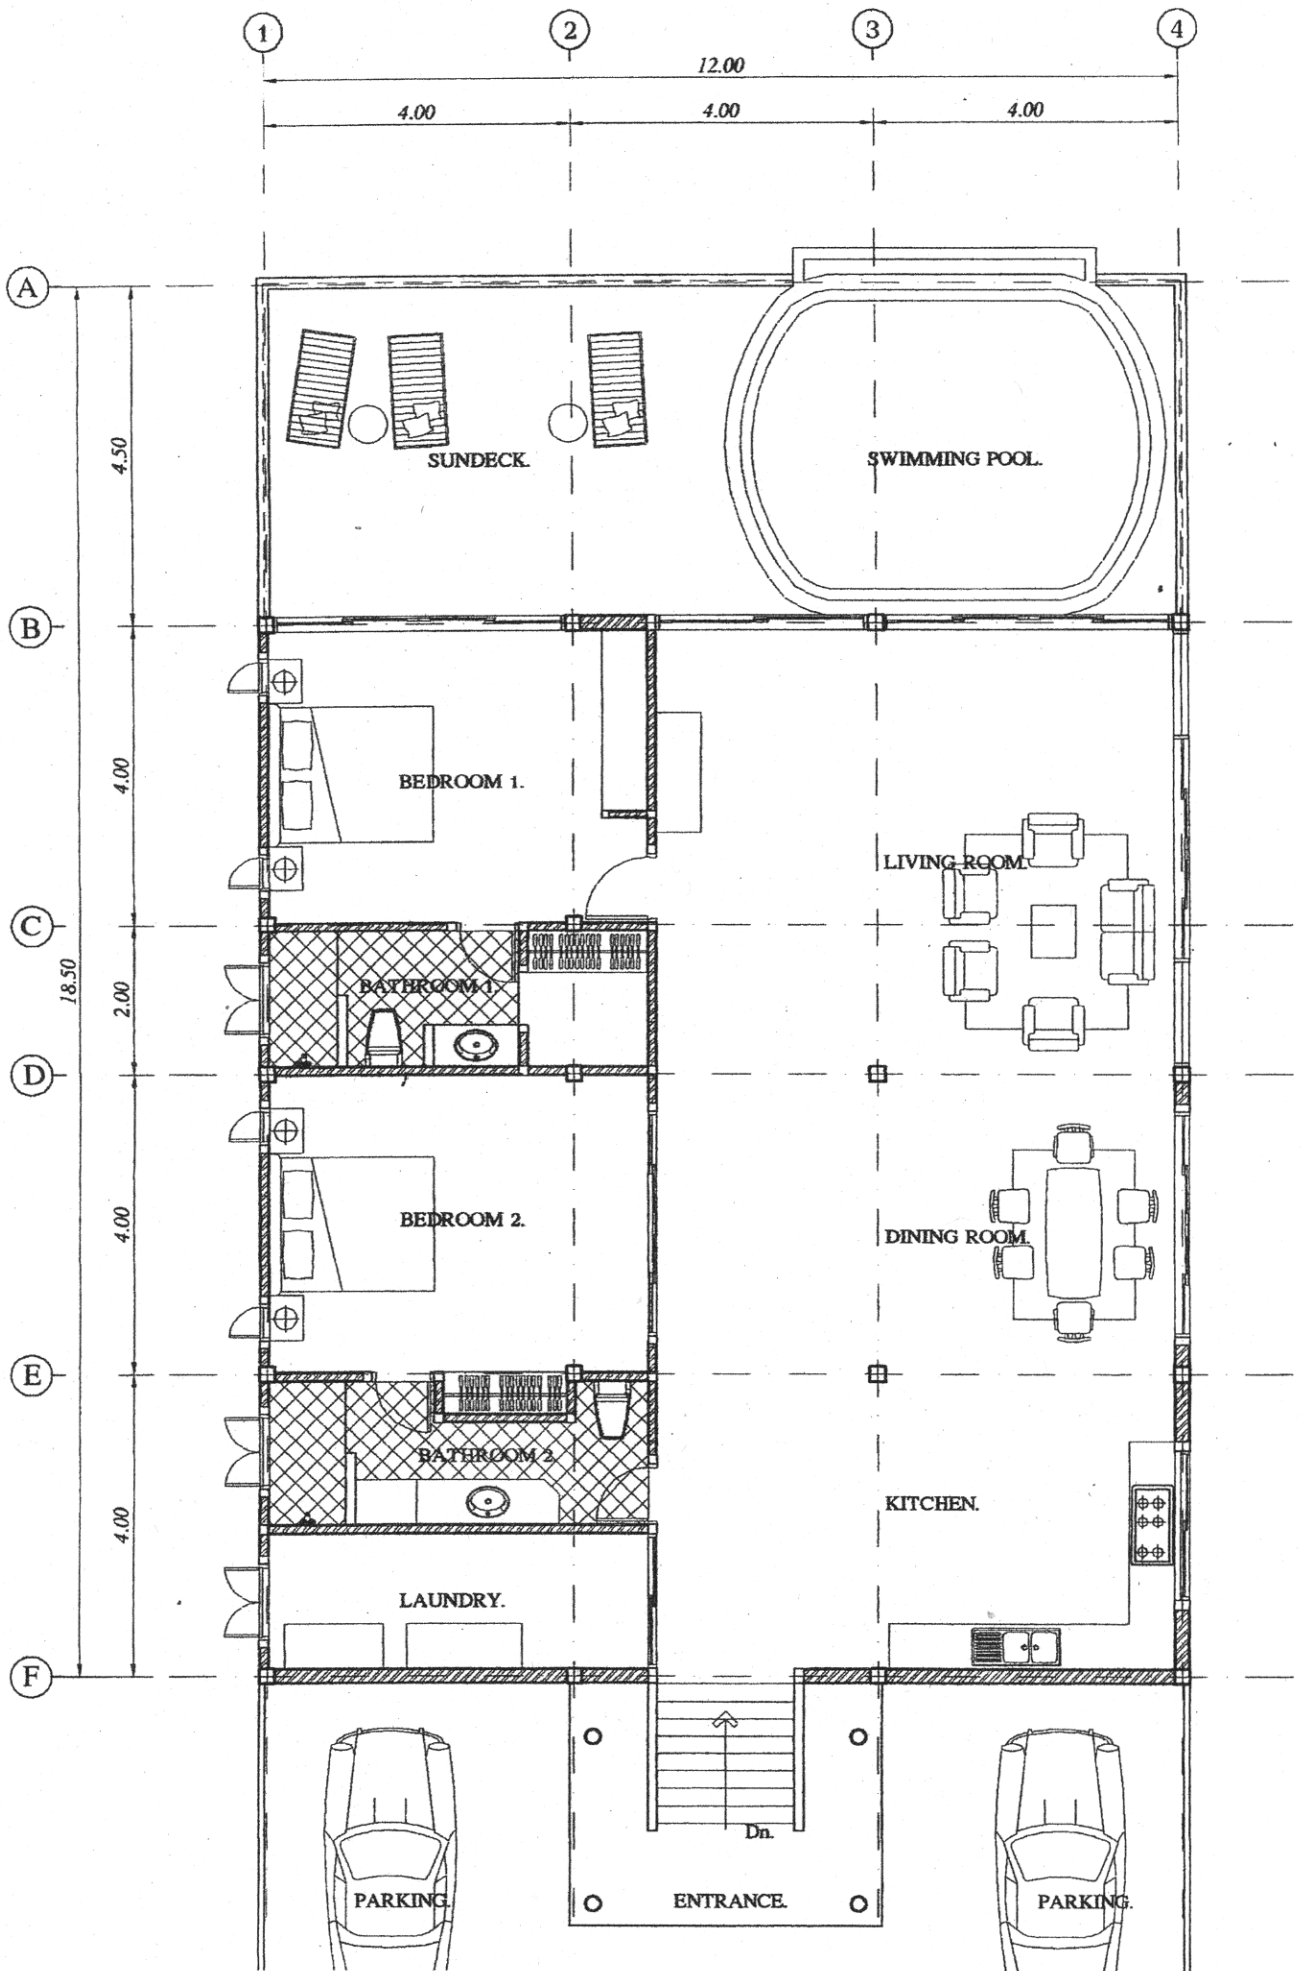 1 2 3 4
12.00
4.00 4.00 4.00
A
4.50
SUNDECK.
SWIMMING POOL.
B
4.00
BEDROOM 1.
LIVING ROOM.
C
18.50
2.00
BATHROOM 1.
D
4.00
BEDROOM 2.
DINING ROOM.
E
BATHROOM 2
4.00
KITCHEN.
LAUNDRY.
F
Dn.
PARKING.
ENTRANCE.
PARKING.